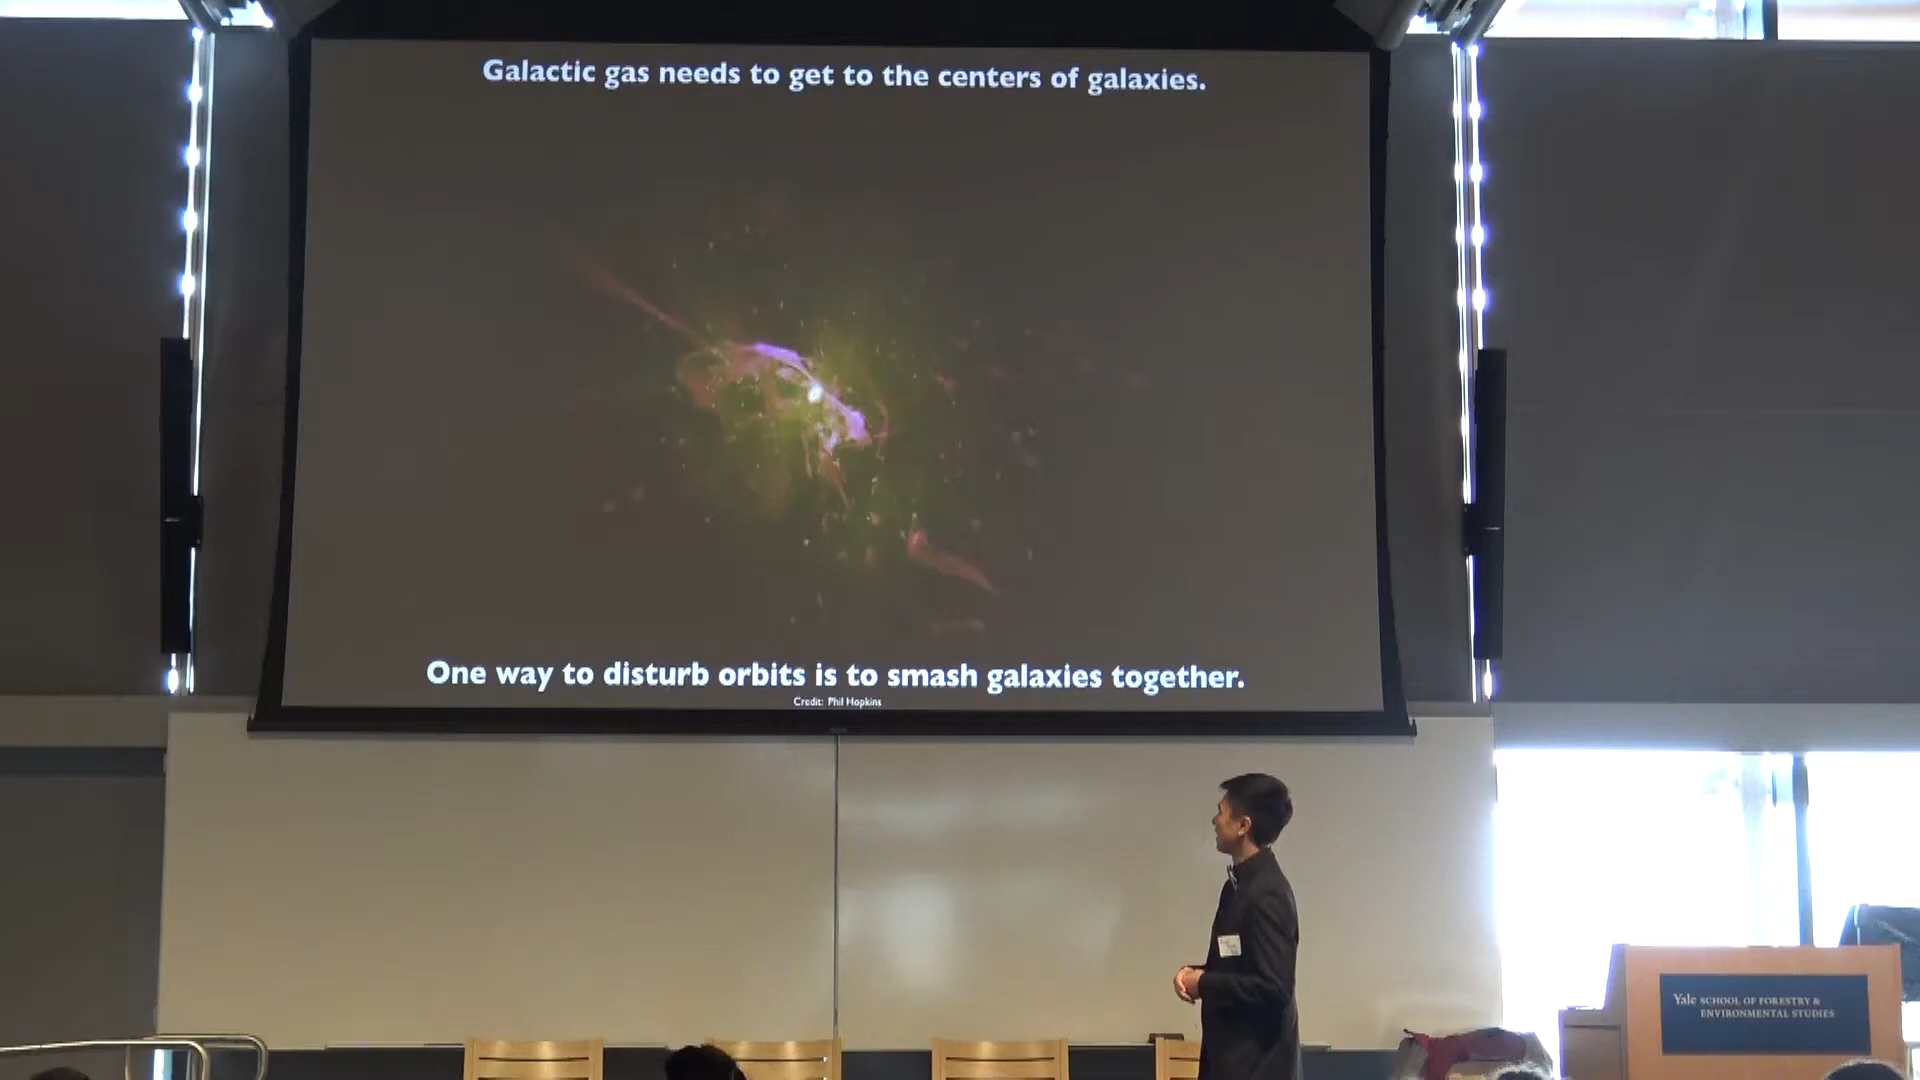 Galactic gas needs to get to the centers of galaxies.
One way to disturb orbits is to smash galaxies together.
Credit: Phil Hopkins
Yale SCHOOL OF FORESTRY &
ENVIRONMENTAL STUDIES